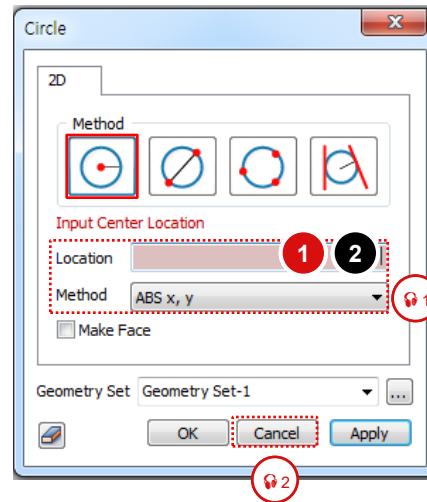 Circle
2D
Method
Input Center Location
Location 1 2
Method ABS x, y 1
Make Face
Geometry Set Geometry Set-1 ...
OK Cancel Apply
2